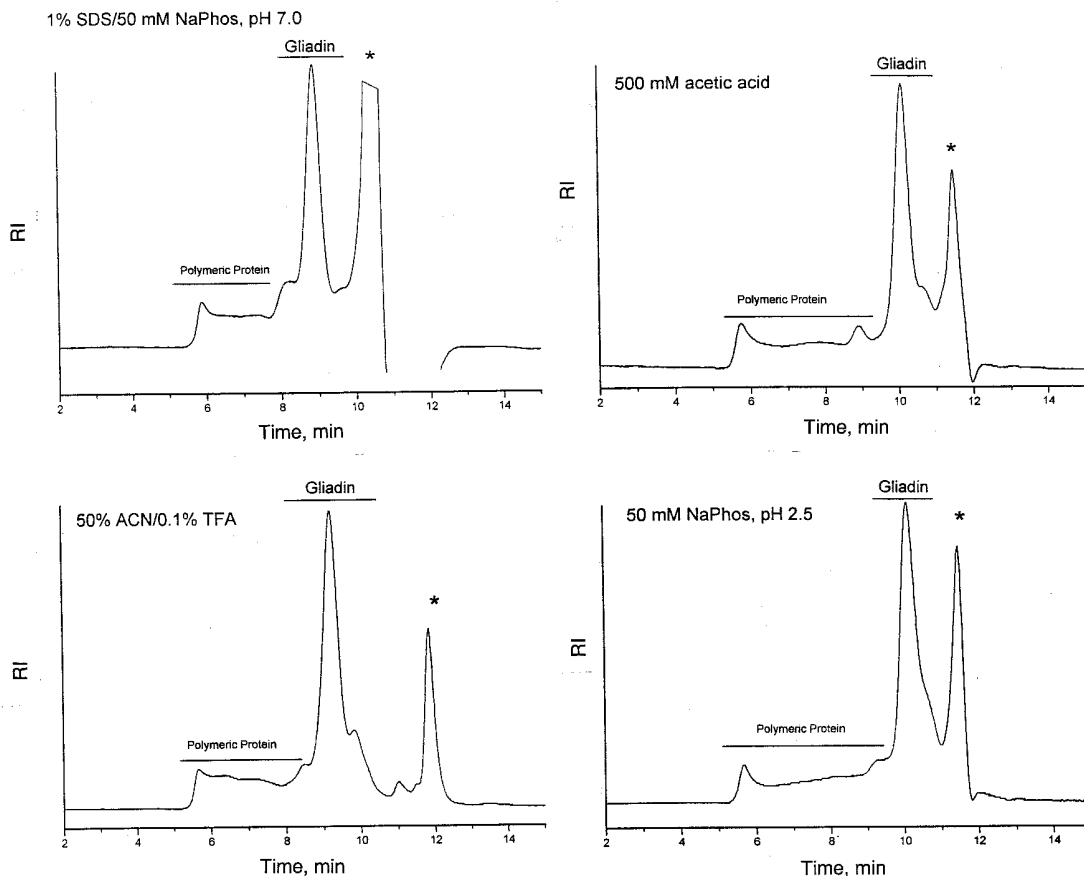 1% SDS/50 mM NaPhos, pH 7.0
Gliadin
*
Polymeric Protein
RI
2 4 6 8 10 12 14
Time, min
500 mM acetic acid
Gliadin
*
Polymeric Protein
RI
2 4 6 8 10 12 14
Time, min
50% ACN/0.1% TFA
Gliadin
*
Polymeric Protein
RI
2 4 6 8 10 12 14
Time, min
50 mM NaPhos, pH 2.5
Gliadin
*
Polymeric Protein
RI
2 4 6 8 10 12 14
Time, min